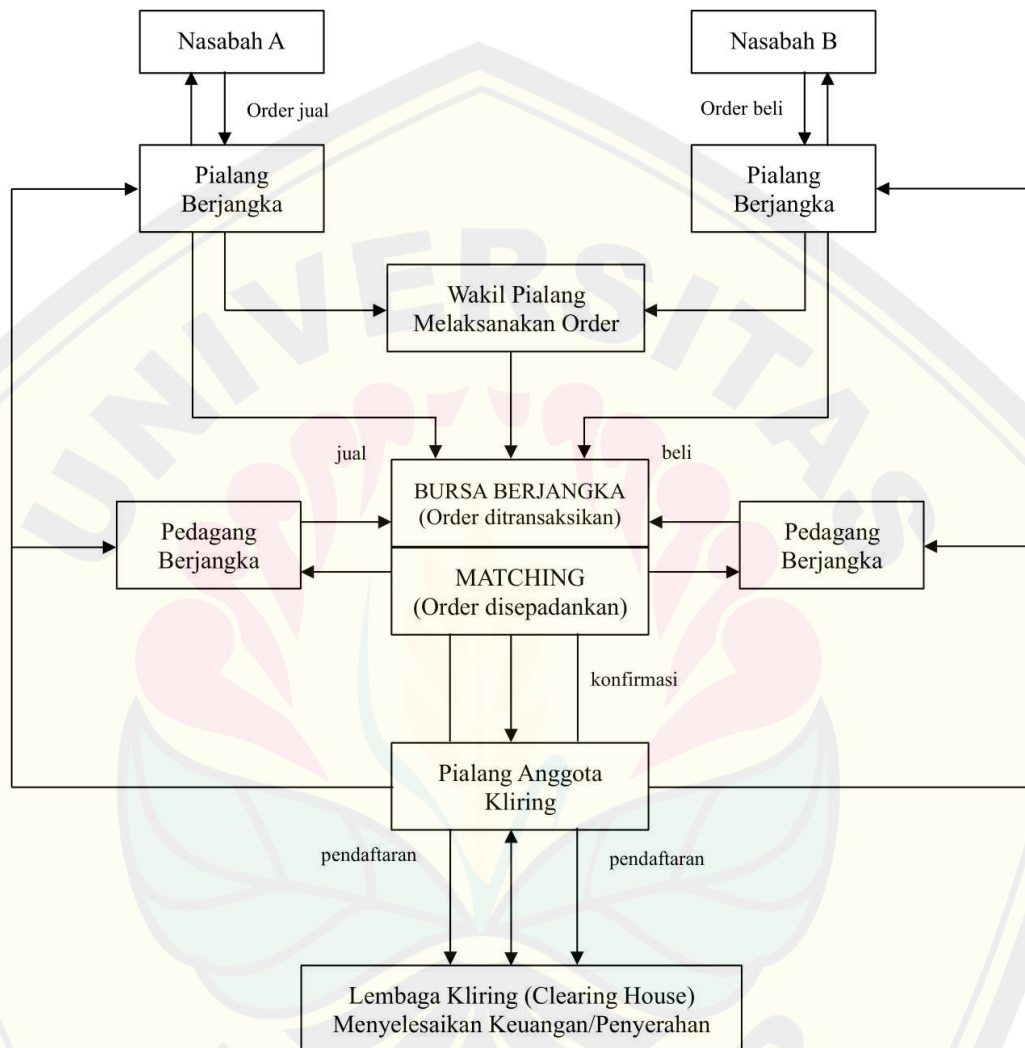 Nasabah A
Nasabah B
Order jual
Order beli
Pialang
Berjangka
Pialang
Berjangka
Wakil Pialang
Melaksanakan Order
jual
beli
BURSA BERJANGKA
(Order ditransaksikan)
Pedagang
Berjangka
Pedagang
Berjangka
MATCHING
(Order disepadankan)
konfirmasi
Pialang Anggota
Kliring
pendaftaran
pendaftaran
Lembaga Kliring (Clearing House)
Menyelesaikan Keuangan/Penyerahan
UNIVERSITAS